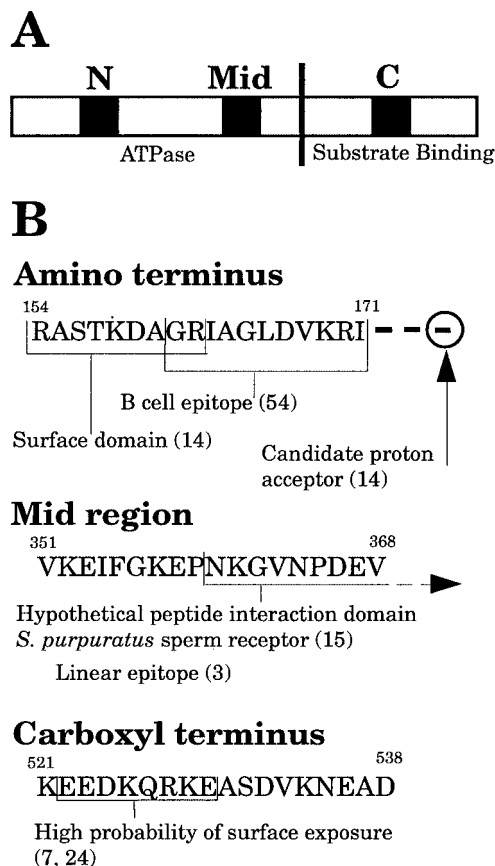 A
N Mid C
ATPase Substrate Binding
B
Amino terminus
154 171
RASTKDAGRIAGLDVKRI
B cell epitope (54)
Surface domain (14)
Candidate proton
acceptor (14)
Mid region
351 368
VKEIFGKEPNKGVNPDEV
Hypothetical peptide interaction domain
S. purpuratus sperm receptor (15)
Linear epitope (3)
Carboxyl terminus
521 538
KEEDKQRKEASDVKNEAD
High probability of surface exposure
(7, 24)